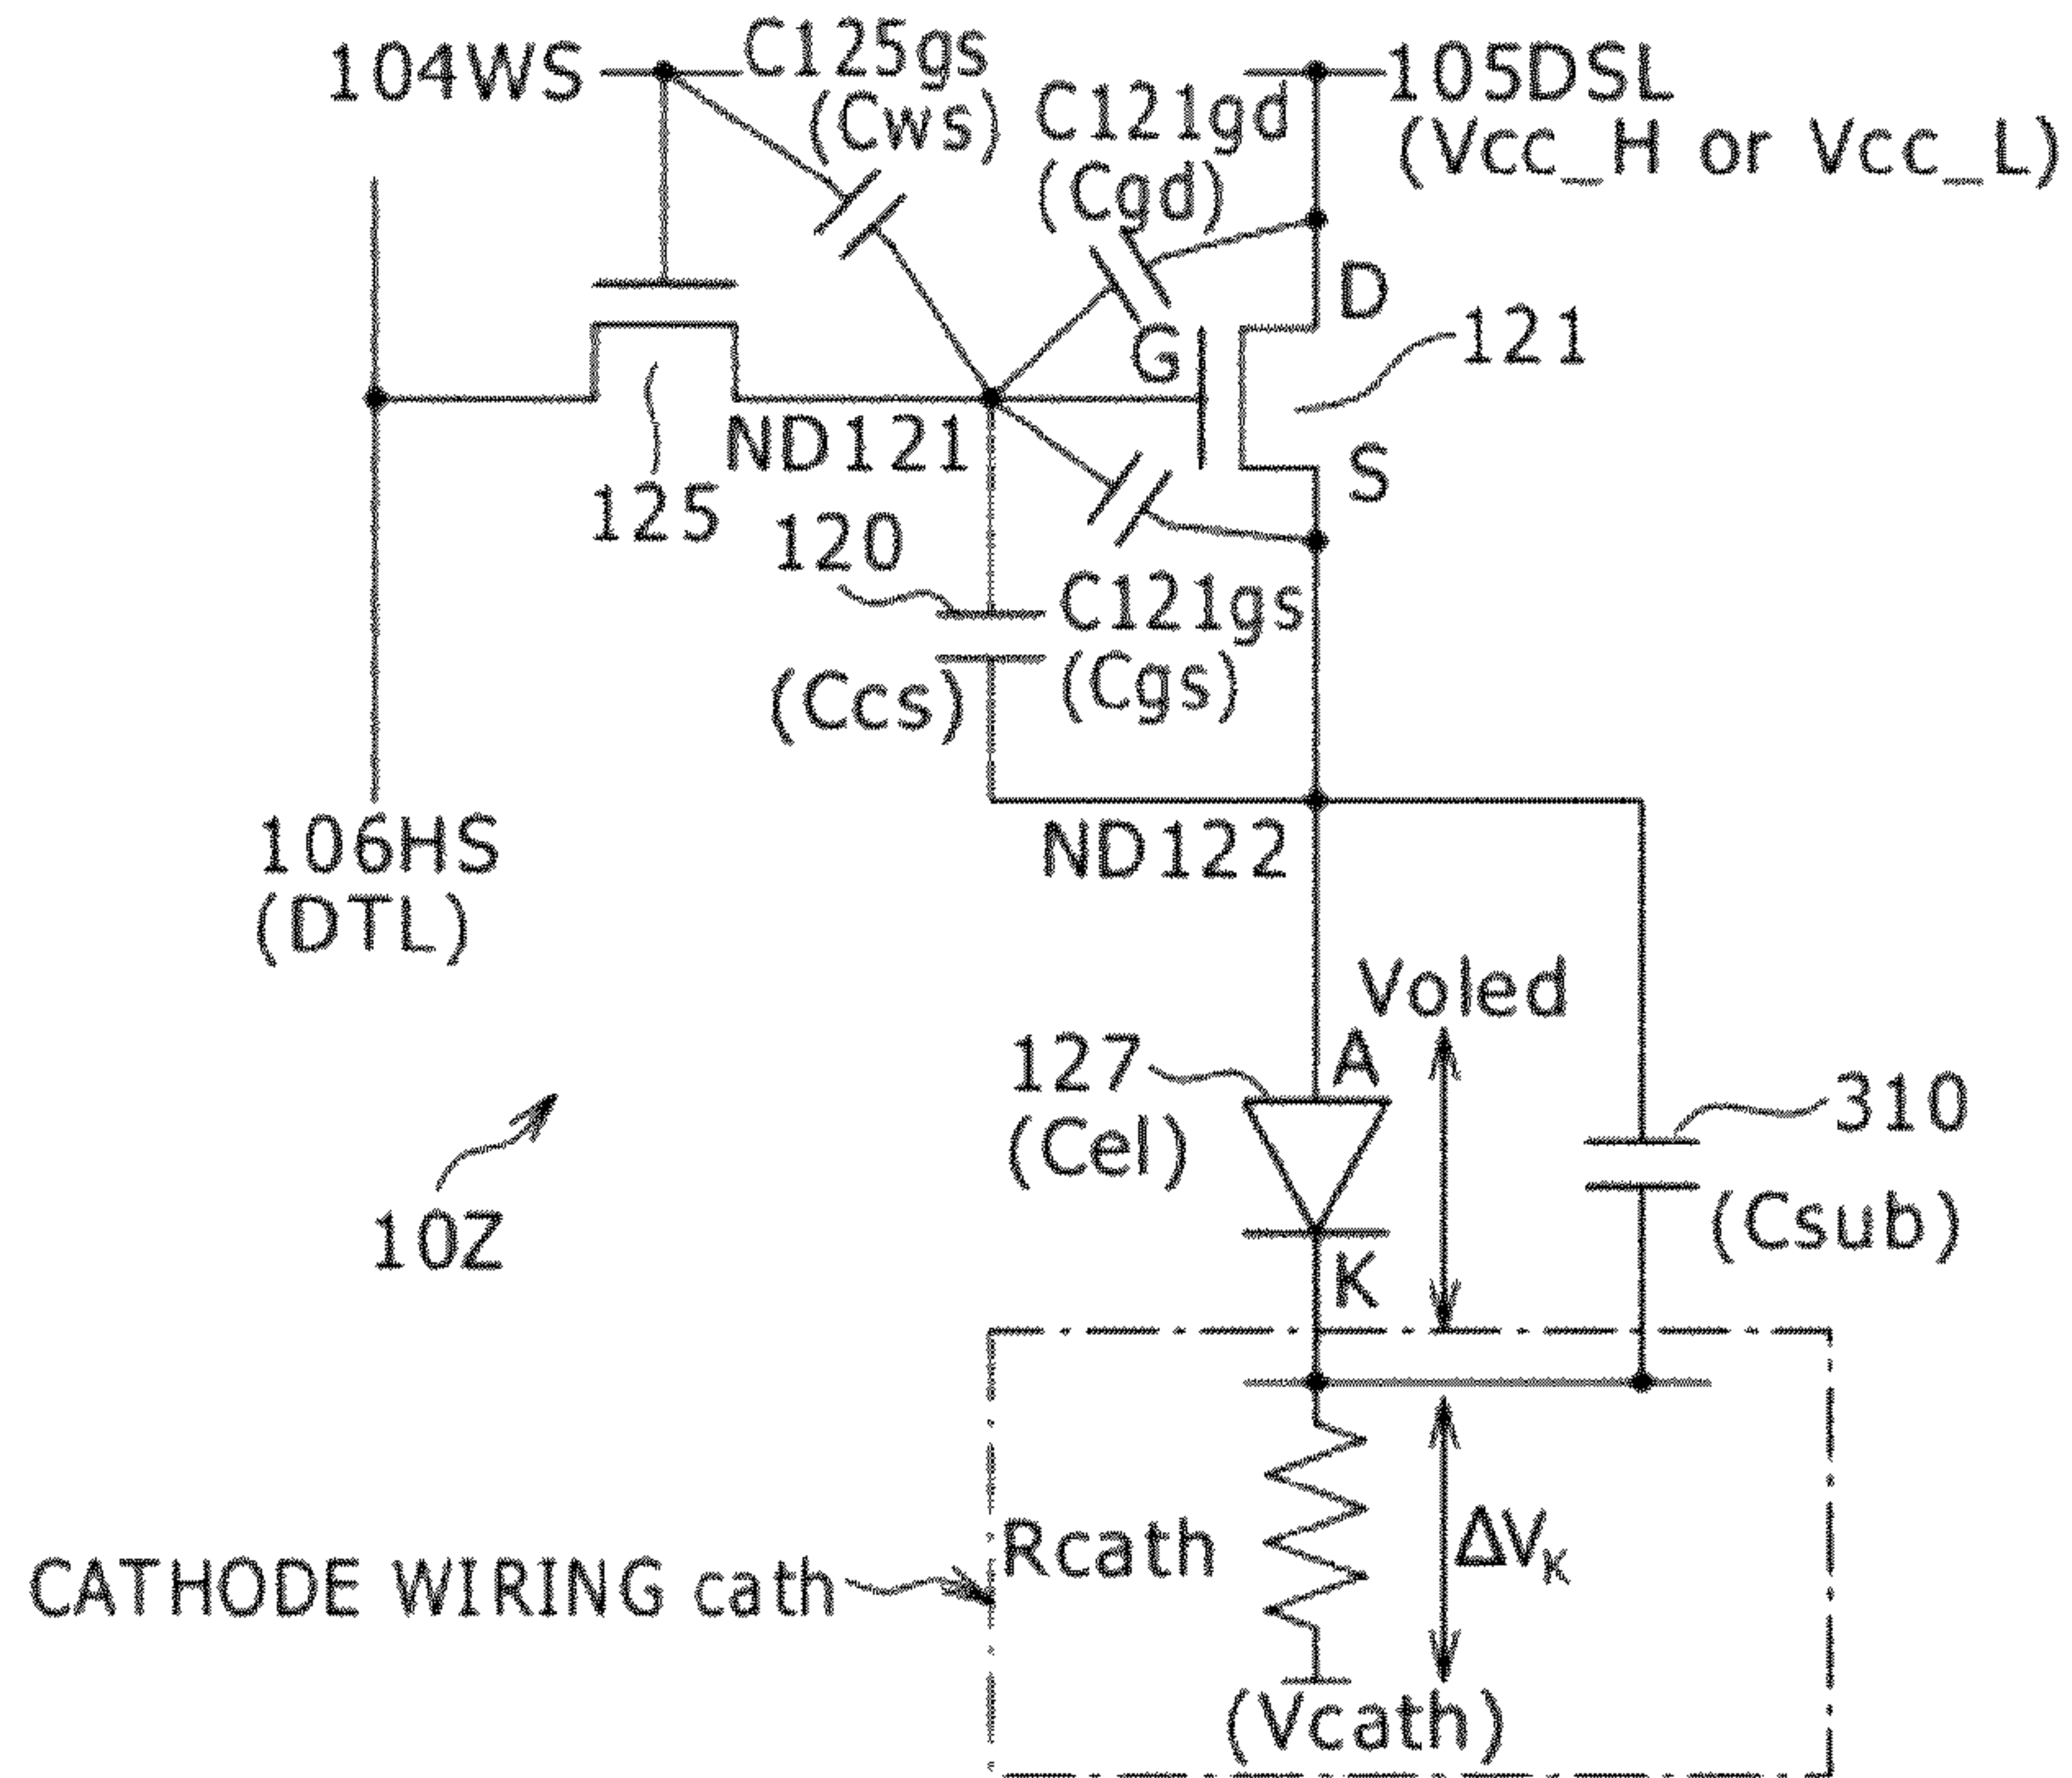 104WS
C125gs
(Cws)
C121gd
(Cgd)
105DSL
(Vcc_H or Vcc_L)
D
G
121
S
ND121
125
120
C121gs
(Cgs)
(Ccs)
ND122
106HS
(DTL)
Voled
127
A
(Cel)
310
(Csub)
K
10Z
Rcath
ΔVK
CATHODE WIRING cath
(Vcath)